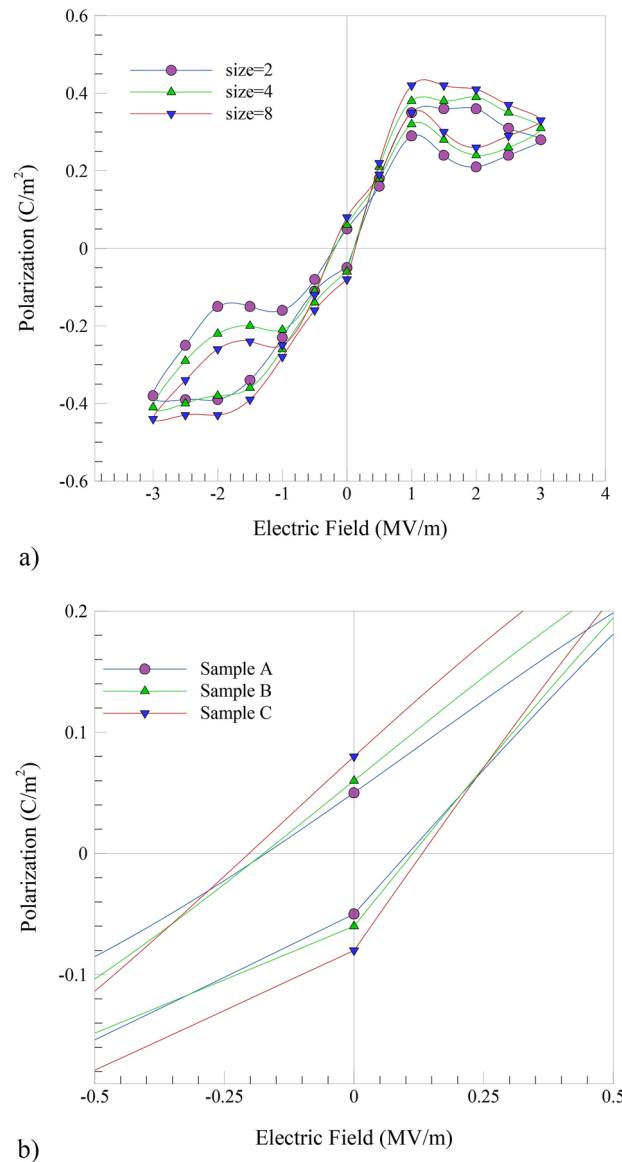 0.6
0.4
0.2
0
-0.2
-0.4
-0.6
Polarization (C/m²)
size=2
size=4
size=8
-3 -2 -1 0 1 2 3 4
Electric Field (MV/m)
a)
0.2
0.1
0
-0.1
Polarization (C/m²)
Sample A
Sample B
Sample C
-0.5 -0.25 0 0.25 0.5
Electric Field (MV/m)
b)